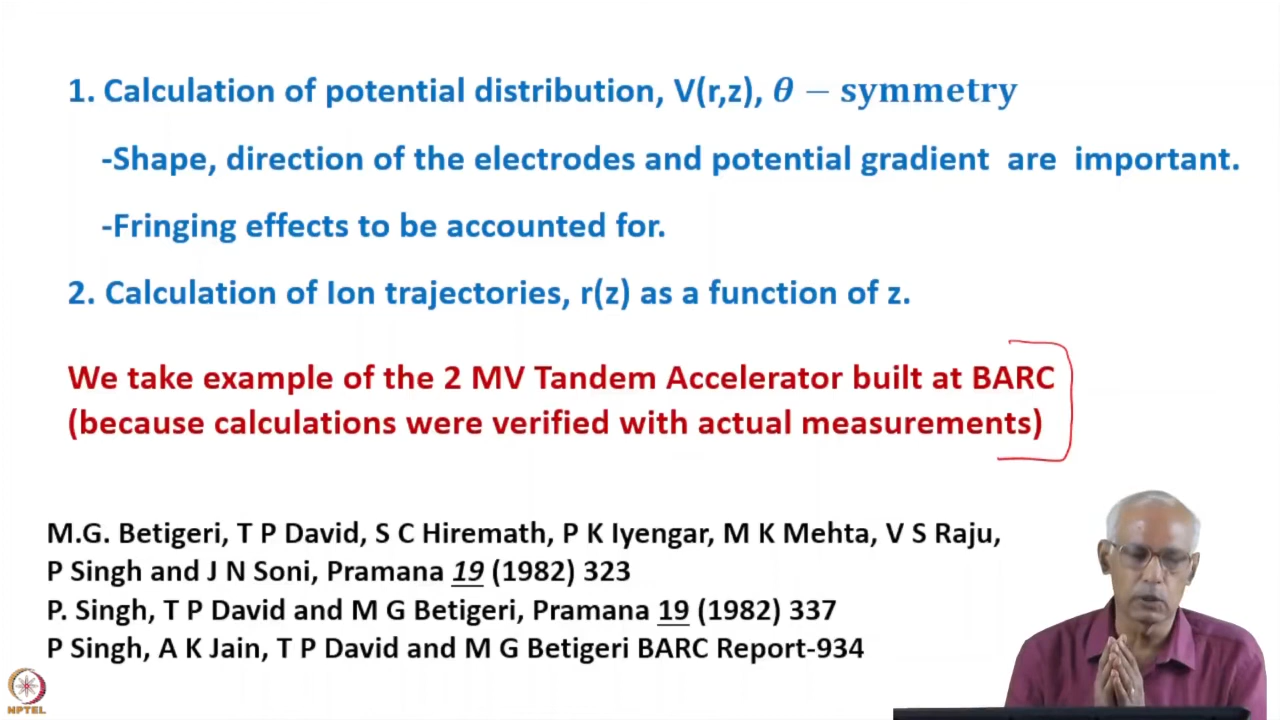 1. Calculation of potential distribution, V(r,z), θ − symmetry
-Shape, direction of the electrodes and potential gradient are important.
-Fringing effects to be accounted for.
2. Calculation of Ion trajectories, r(z) as a function of z.
We take example of the 2 MV Tandem Accelerator built at BARC
(because calculations were verified with actual measurements)
M.G. Betigeri, T P David, S C Hiremath, P K Iyengar, M K Mehta, V S Raju,
P Singh and J N Soni, Pramana 19 (1982) 323
P. Singh, T P David and M G Betigeri, Pramana 19 (1982) 337
P Singh, A K Jain, T P David and M G Betigeri BARC Report-934
NPTEL